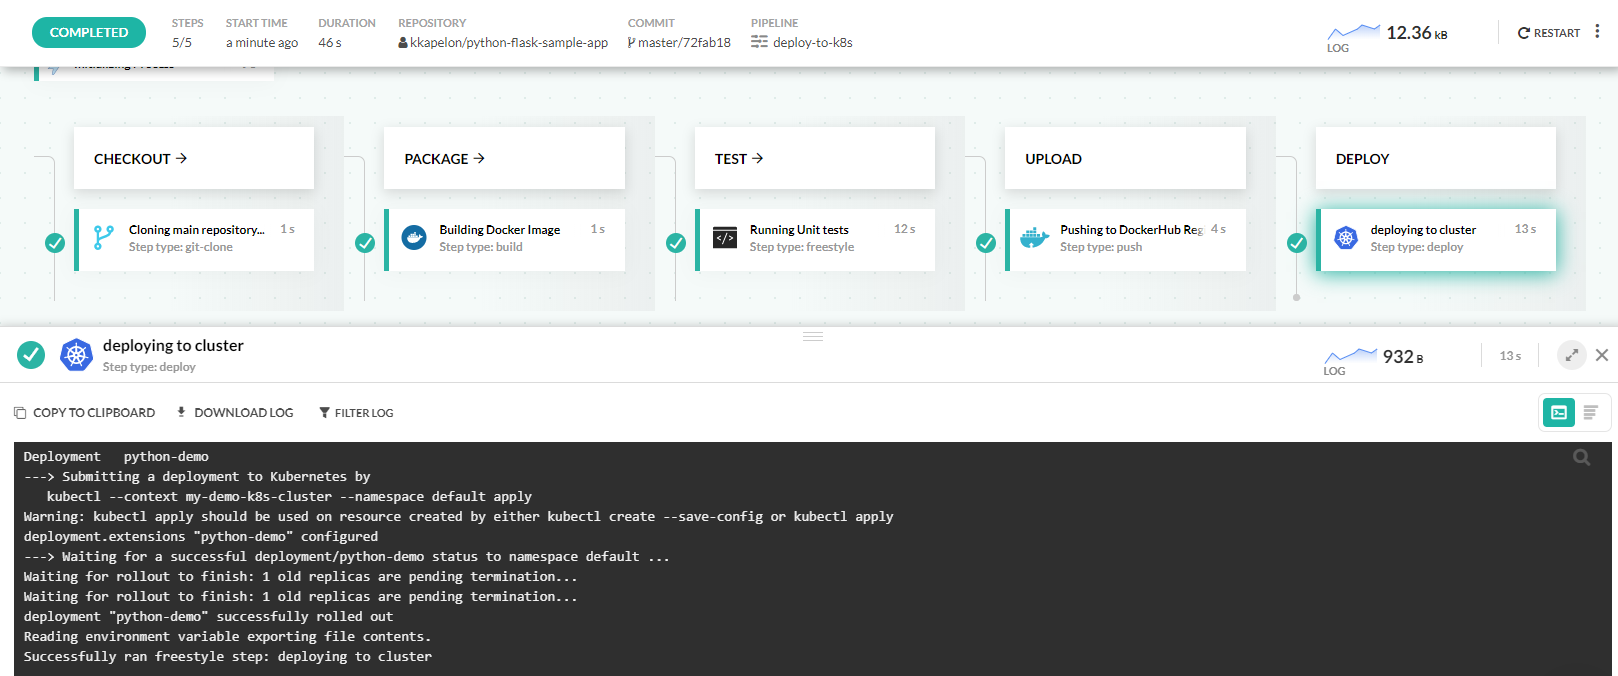 COMPLETED
STEPS
5/5
START TIME
a minute ago
DURATION
46 s
REPOSITORY
kkapelon/python-flask-sample-app
COMMIT
master/72fab18
PIPELINE
deploy-to-k8s
LOG
12.36 kB
RESTART
Initializing Process
CHECKOUT
PACKAGE
TEST
UPLOAD
DEPLOY
Cloning main repository... 1 s
Step type: git-clone
Building Docker Image 1 s
Step type: build
Running Unit tests 12 s
Step type: freestyle
Pushing to DockerHub Reg 4 s
Step type: push
deploying to cluster 13 s
Step type: deploy
deploying to cluster
Step type: deploy
LOG
932 B
13 s
COPY TO CLIPBOARD
DOWNLOAD LOG
FILTER LOG
Deployment   python-demo
---> Submitting a deployment to Kubernetes by
   kubectl --context my-demo-k8s-cluster --namespace default apply
Warning: kubectl apply should be used on resource created by either kubectl create --save-config or kubectl apply
deployment.extensions "python-demo" configured
---> Waiting for a successful deployment/python-demo status to namespace default ...
Waiting for rollout to finish: 1 old replicas are pending termination...
Waiting for rollout to finish: 1 old replicas are pending termination...
deployment "python-demo" successfully rolled out
Reading environment variable exporting file contents.
Successfully ran freestyle step: deploying to cluster